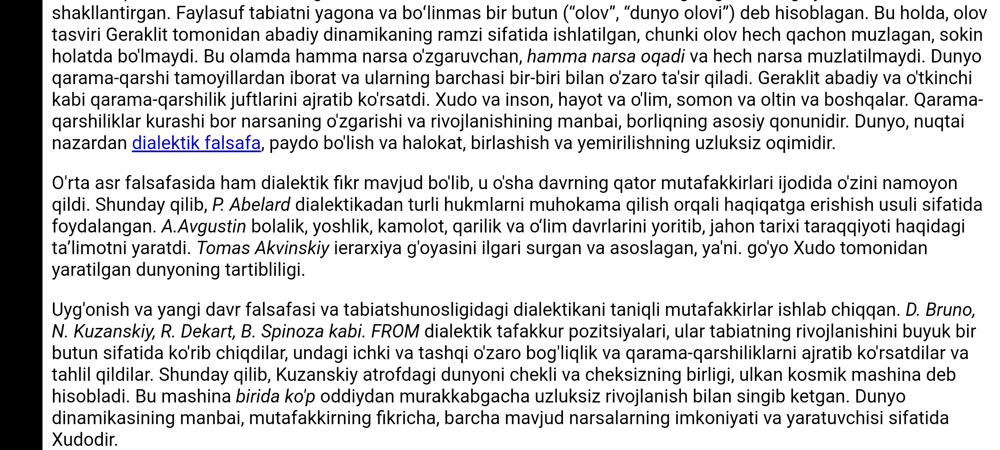 shakllantirgan. Faylasuf tabiatni yagona va bo‘linmas bir butun (“olov”, “dunyo olovi”) deb hisoblagan. Bu holda, olov
tasviri Geraklit tomonidan abadiy dinamikaning ramzi sifatida ishlatilgan, chunki olov hech qachon muzlagan, sokin
holatda bo'lmaydi. Bu olamda hamma narsa o'zgaruvchan, hamma narsa oqadi va hech narsa muzlatilmaydi. Dunyo
qarama-qarshi tamoyillardan iborat va ularning barchasi bir-biri bilan o'zaro ta'sir qiladi. Geraklit abadiy va o'tkinchi
kabi qarama-qarshilik juftlarini ajratib ko'rsatdi. Xudo va inson, hayot va o'lim, somon va oltin va boshqalar. Qarama-
qarshiliklar kurashi bor narsaning o'zgarishi va rivojlanishining manbai, borliqning asosiy qonunidir. Dunyo, nuqtai
nazardan dialektik falsafa, paydo bo'lish va halokat, birlashish va yemirilishning uzluksiz oqimidir.
O'rta asr falsafasida ham dialektik fikr mavjud bo'lib, u o'sha davrning qator mutafakkirlari ijodida o'zini namoyon
qildi. Shunday qilib, P. Abelard dialektikadan turli hukmlarni muhokama qilish orqali haqiqatga erishish usuli sifatida
foydalangan. A.Avgustin bolalik, yoshlik, kamolot, qarilik va o‘lim davrlarini yoritib, jahon tarixi taraqqiyoti haqidagi
ta’limotni yaratdi. Tomas Akvinskiy ierarxiya g'oyasini ilgari surgan va asoslagan, ya'ni. go'yo Xudo tomonidan
yaratilgan dunyoning tartibliligi.
Uyg'onish va yangi davr falsafasi va tabiatshunosligidagi dialektikani taniqli mutafakkirlar ishlab chiqqan. D. Bruno,
N. Kuzanskiy, R. Dekart, B. Spinoza kabi. FROM dialektik tafakkur pozitsiyalari, ular tabiatning rivojlanishini buyuk bir
butun sifatida ko'rib chiqdilar, undagi ichki va tashqi o'zaro bog'liqlik va qarama-qarshiliklarni ajratib ko'rsatdilar va
tahlil qildilar. Shunday qilib, Kuzanskiy atrofdagi dunyoni chekli va cheksizning birligi, ulkan kosmik mashina deb
hisobladi. Bu mashina birida ko'p oddiydan murakkabgacha uzluksiz rivojlanish bilan singib ketgan. Dunyo
dinamikasining manbai, mutafakkirning fikricha, barcha mavjud narsalarning imkoniyati va yaratuvchisi sifatida
Xudodir.